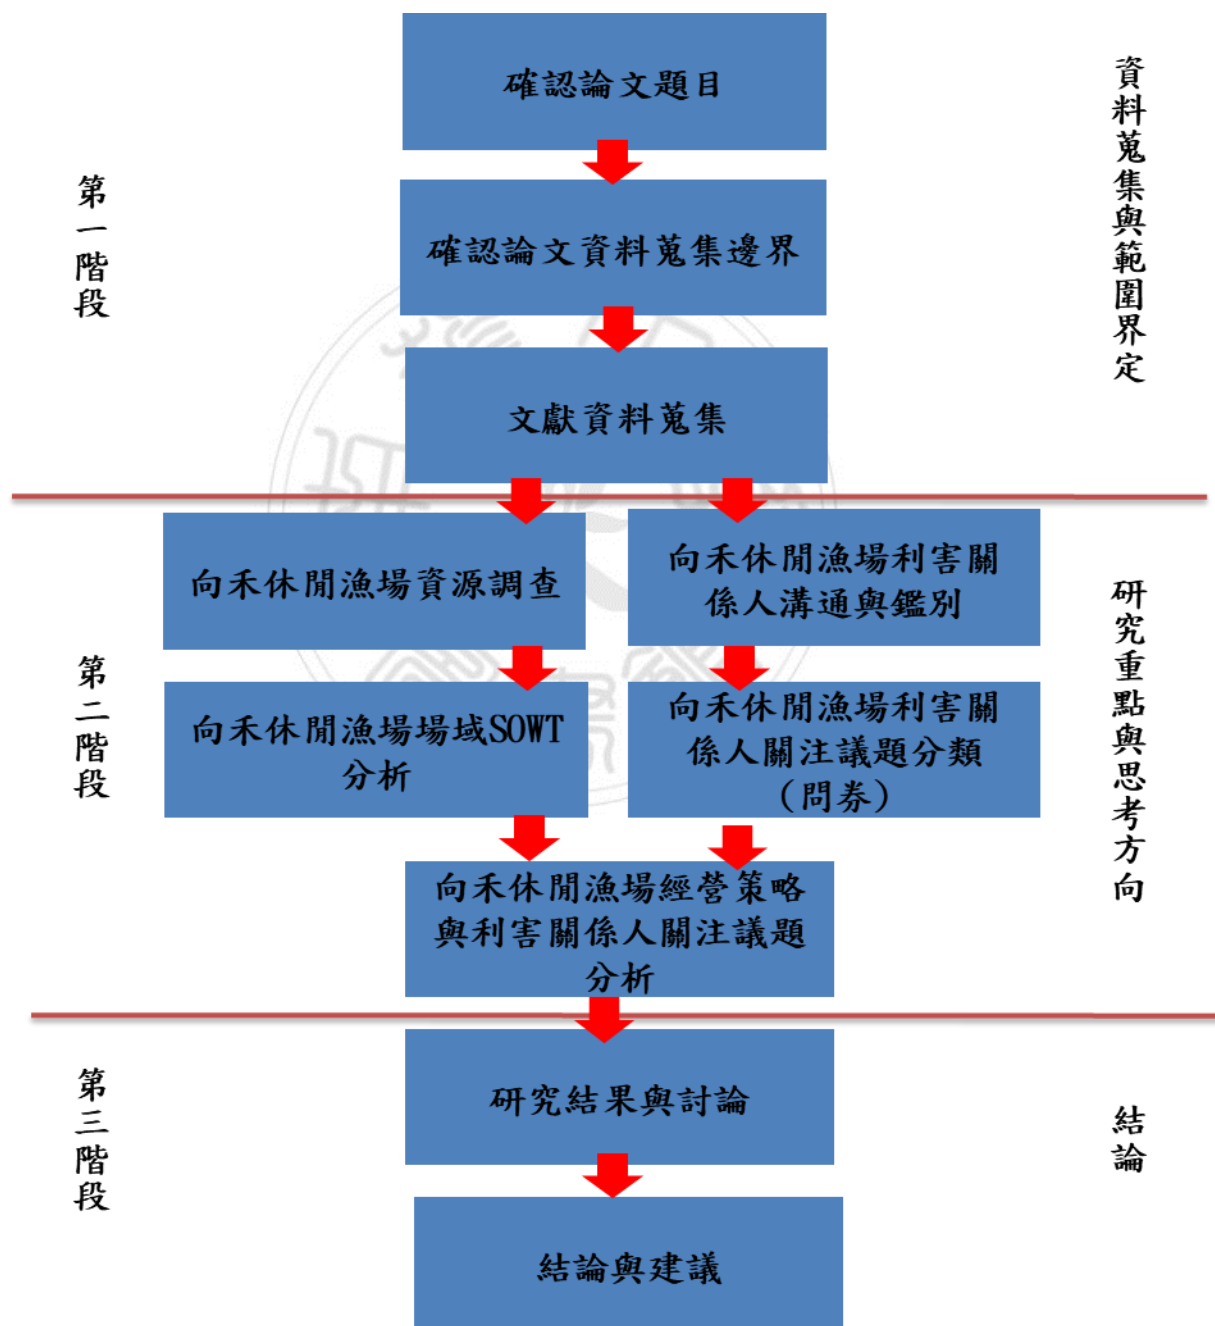 確認論文題目
確認論文資料蒐集邊界
文獻資料蒐集
第一階段
資料蒐集與範圍界定
向禾休閒漁場資源調查
向禾休閒漁場利害關
係人溝通與鑑別
向禾休閒漁場場域SOWT
分析
向禾休閒漁場利害關
係人關注議題分類
（問券）
向禾休閒漁場經營策略
與利害關係人關注議題
分析
第二階段
研究重點與思考方向
研究結果與討論
結論與建議
第三階段
結論